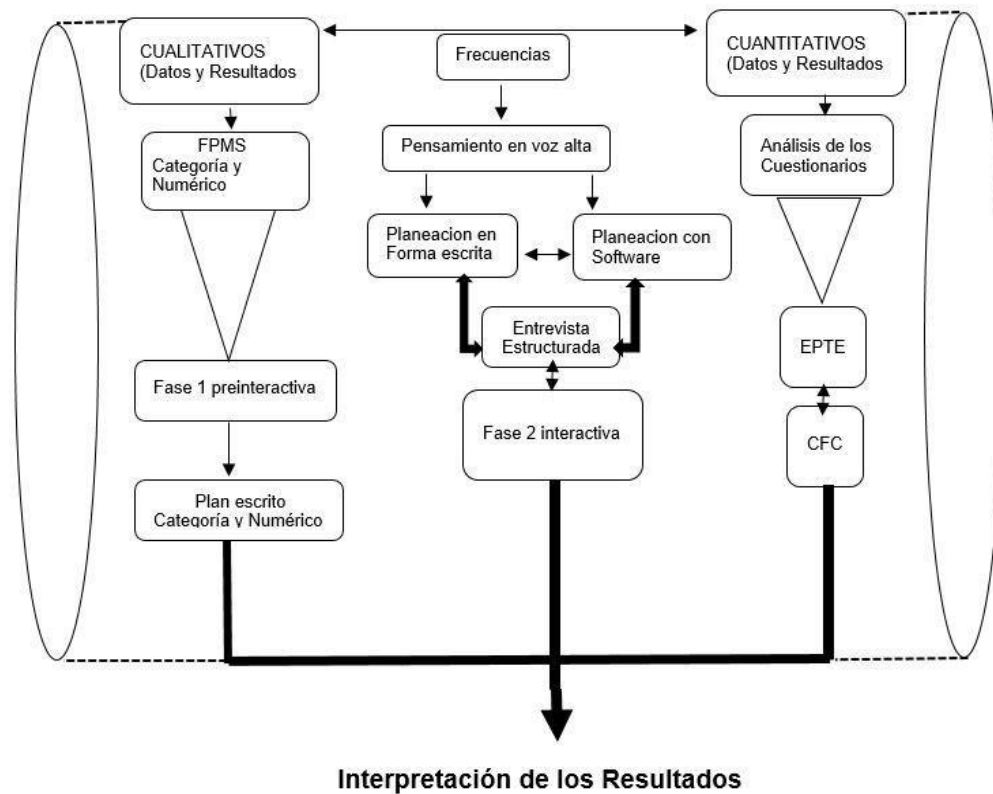 CUALITATIVOS
(Datos y Resultados
Frecuencias
CUANTITATIVOS
(Datos y Resultados
FPMS
Categoría y
Numérico
Pensamiento en voz alta
Análisis de los
Cuestionarios
Planeacion en
Forma escrita
Planeacion con
Software
Entrevista
Estructurada
EPTE
Fase 1 preinteractiva
Fase 2 interactiva
CFC
Plan escrito
Categoría y Numérico
Interpretación de los Resultados